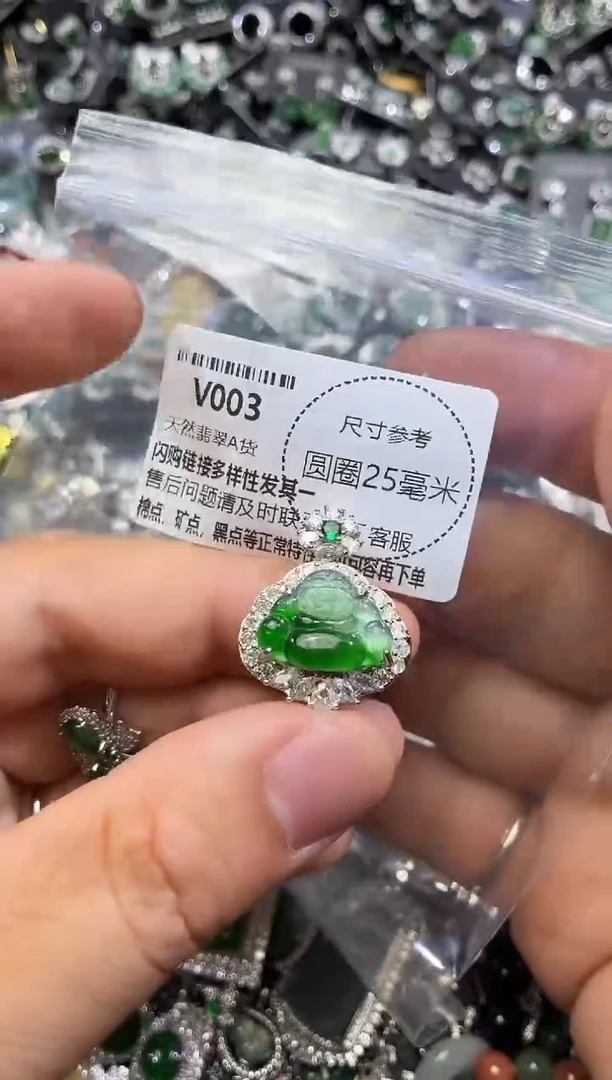 V003
天然翡翠A货
闪购链接多样性发其一
售后问题请及时联
客服
棉点、矿点、黑点等正常特
容再下单
尺寸参考
圆圈25毫米